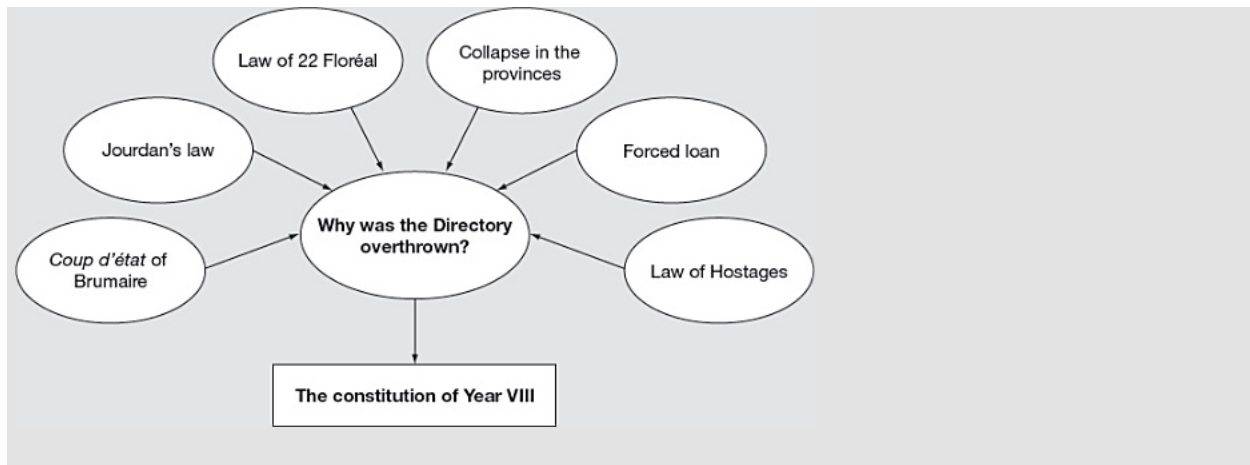 Law of 22 Floréal
Collapse in the
provinces
Jourdan's law
Forced loan
Why was the Directory
overthrown?
Coup d'état of
Brumaire
Law of Hostages
The constitution of Year VIII